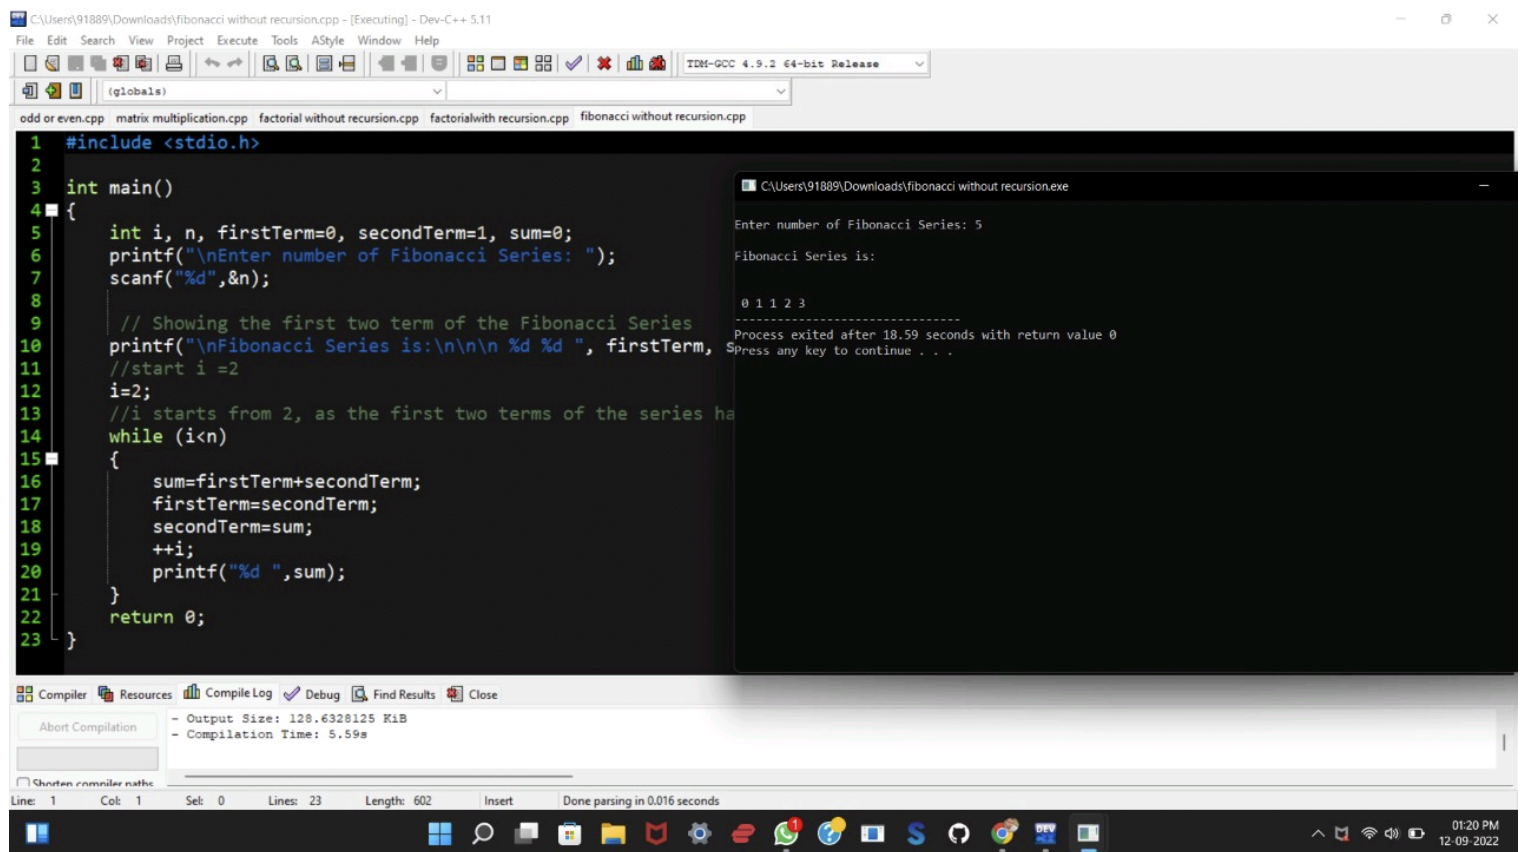 C:\Users\91889\Downloads\fibonacci without recursion.cpp - [Executing] - Dev-C++ 5.11
File Edit Search View Project Execute Tools AStyle Window Help
TDM-GCC 4.9.2 64-bit Release
(globals)
odd or even.cpp matrix multiplication.cpp factorial without recursion.cpp factorialwith recursion.cpp fibonacci without recursion.cpp
1 #include <stdio.h>
2
3 int main()
4 {
5 int i, n, firstTerm=0, secondTerm=1, sum=0;
6 printf("\nEnter number of Fibonacci Series: ");
7 scanf("%d",&n);
8
9 // Showing the first two term of the Fibonacci Series
10 printf("\nFibonacci Series is:\n\n\n %d %d ", firstTerm, s
11 //start i =2
12 i=2;
13 //i starts from 2, as the first two terms of the series ha
14 while (i<n)
15 {
16 sum=firstTerm+secondTerm;
17 firstTerm=secondTerm;
18 secondTerm=sum;
19 ++i;
20 printf("%d ",sum);
21 }
22 return 0;
23 }
C:\Users\91889\Downloads\fibonacci without recursion.exe
Enter number of Fibonacci Series: 5
Fibonacci Series is:
0 1 1 2 3
--------------------------------
Process exited after 18.59 seconds with return value 0
Press any key to continue . . .
Compiler Resources Compile Log Debug Find Results Close
Abort Compilation
- Output Size: 128.6328125 KiB
- Compilation Time: 5.59s
Shorten compiler paths
Line: 1 Col: 1 Sel: 0 Lines: 23 Length: 602 Insert Done parsing in 0.016 seconds
1
DEV
01:20 PM
12-09-2022